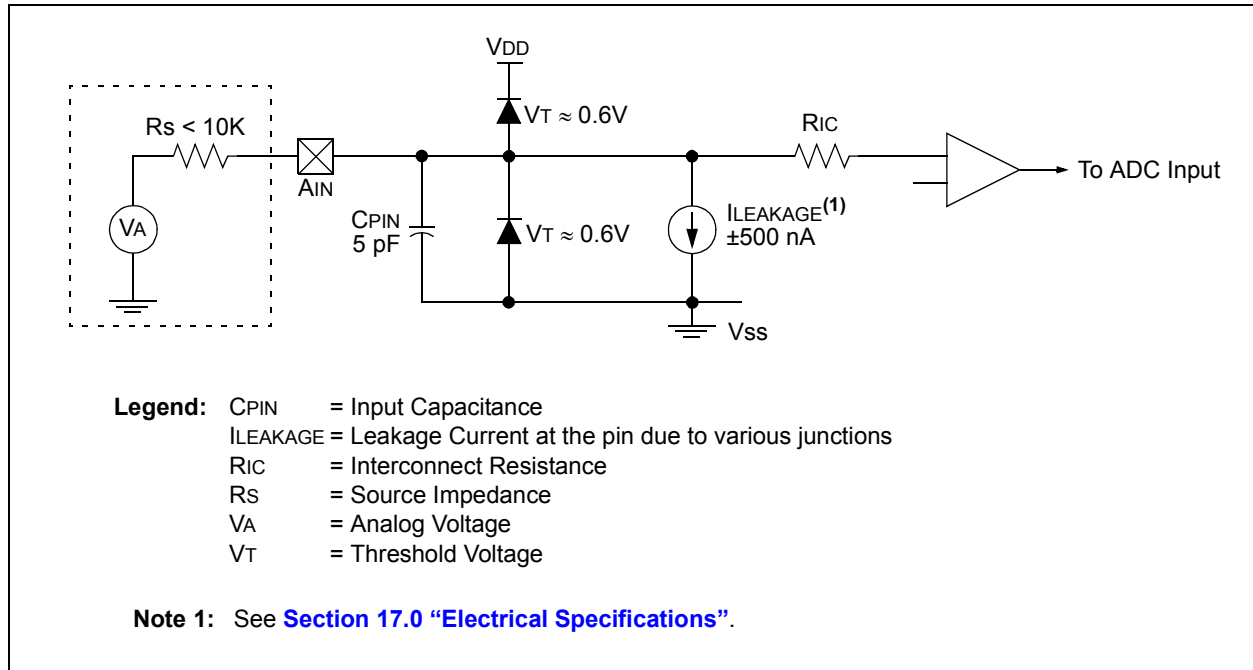 VDD
Rs < 10K
VT ≈ 0.6V
RIC
AIN
To ADC Input
VA
CPIN
5 pF
VT ≈ 0.6V
ILEAKAGE(1)
±500 nA
Vss
Legend: CPIN = Input Capacitance
ILEAKAGE = Leakage Current at the pin due to various junctions
RIC = Interconnect Resistance
RS = Source Impedance
VA = Analog Voltage
VT = Threshold Voltage
Note 1: See Section 17.0 “Electrical Specifications”.